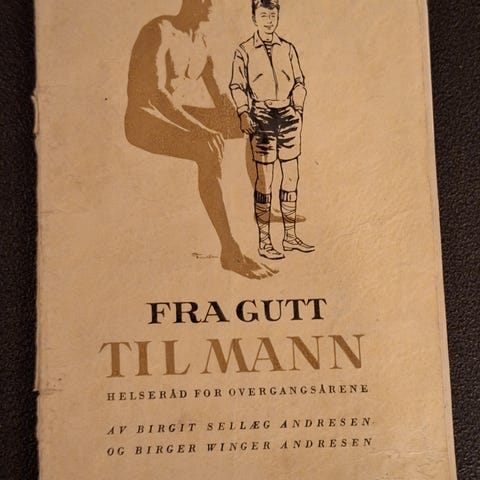 FRA GUTT
TIL MANN
HELSERÅD FOR OVERGANGSÅRENE
AV BIRGIT SELLÆG ANDRESEN
OG BIRGER WINGER ANDRESEN